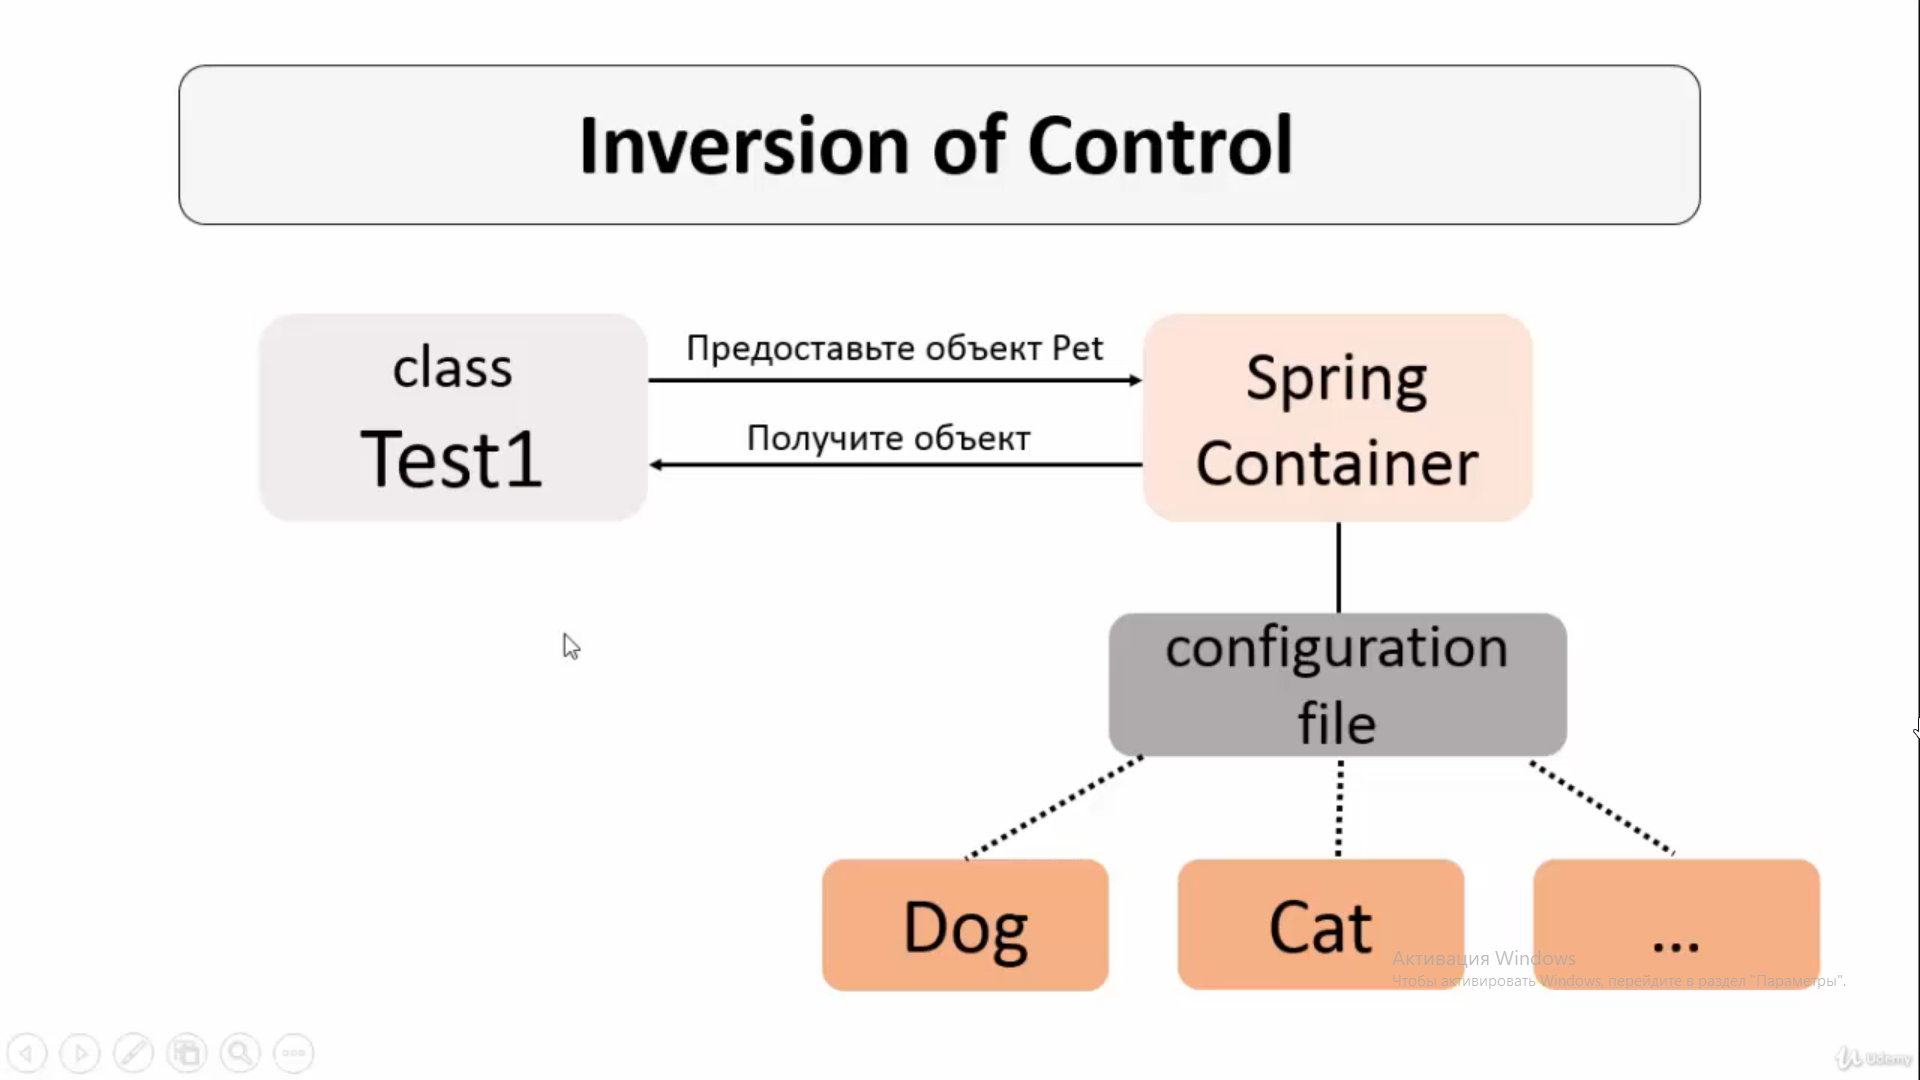 Inversion of Control
class
Test1
Предоставьте объект Pet
Получите объект
Spring
Container
configuration
file
Dog
Cat
...
Активация Windows
Чтобы активировать Windows, перейдите в раздел "Параметры".
Udemy